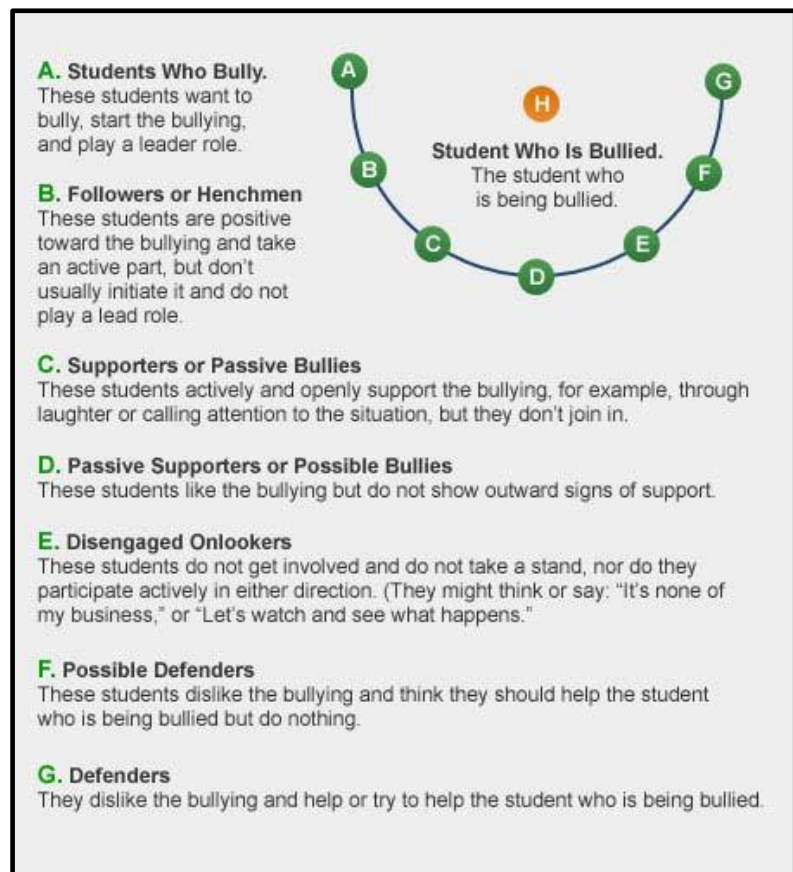 A. Students Who Bully.
These students want to
bully, start the bullying,
and play a leader role.
B. Followers or Henchmen
These students are positive
toward the bullying and take
an active part, but don't
usually initiate it and do not
play a lead role.
A
B
C
D
E
F
G
H
Student Who Is Bullied.
The student who
is being bullied.
C. Supporters or Passive Bullies
These students actively and openly support the bullying, for example, through
laughter or calling attention to the situation, but they don't join in.
D. Passive Supporters or Possible Bullies
These students like the bullying but do not show outward signs of support.
E. Disengaged Onlookers
These students do not get involved and do not take a stand, nor do they
participate actively in either direction. (They might think or say: “It's none of
my business,” or “Let's watch and see what happens.”
F. Possible Defenders
These students dislike the bullying and think they should help the student
who is being bullied but do nothing.
G. Defenders
They dislike the bullying and help or try to help the student who is being bullied.